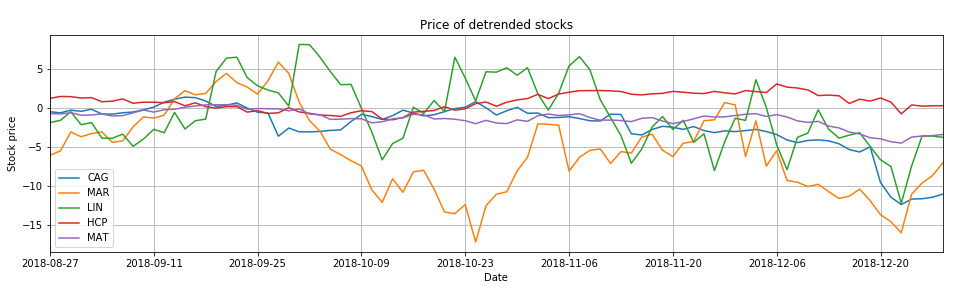 Price of detrended stocks
Stock price
5
0
−5
−10
−15
CAG
MAR
LIN
HCP
MAT
2018-08-27 2018-09-11 2018-09-25 2018-10-09 2018-10-23 2018-11-06 2018-11-20 2018-12-06 2018-12-20
Date